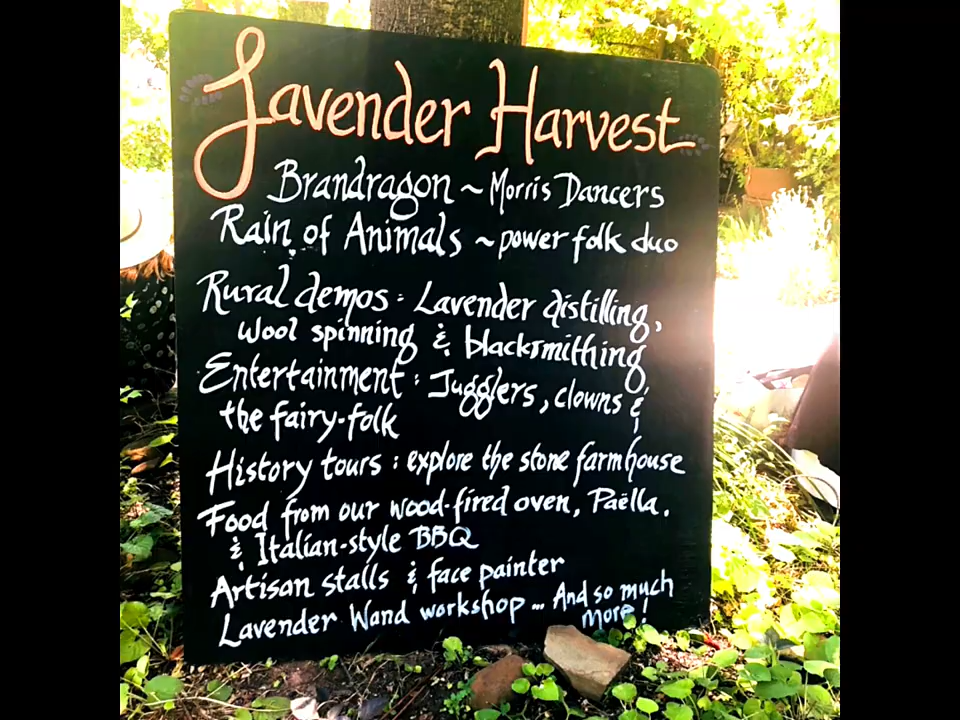 Lavender Harvest
Brandragon ~ Morris Dancers
Rain of Animals ~ power folk duo
Rural demos: Lavender distilling,
wool spinning & blacksmithing
Entertainment: Jugglers, clowns &
the fairy-folk
History tours: explore the stone farmhouse
Food from our wood-fired oven, Paëlla.
& Italian-style BBQ
Artisan stalls & face painter
Lavender Wand workshop... And so much
more!